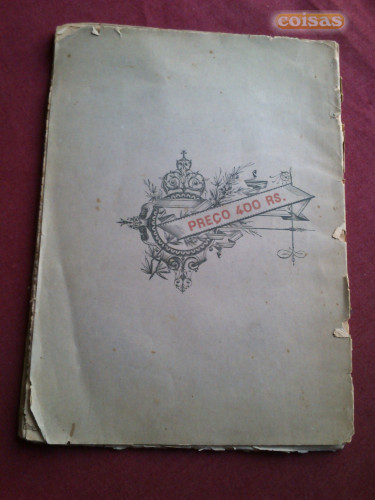 coisas
PREÇO 400 RS.